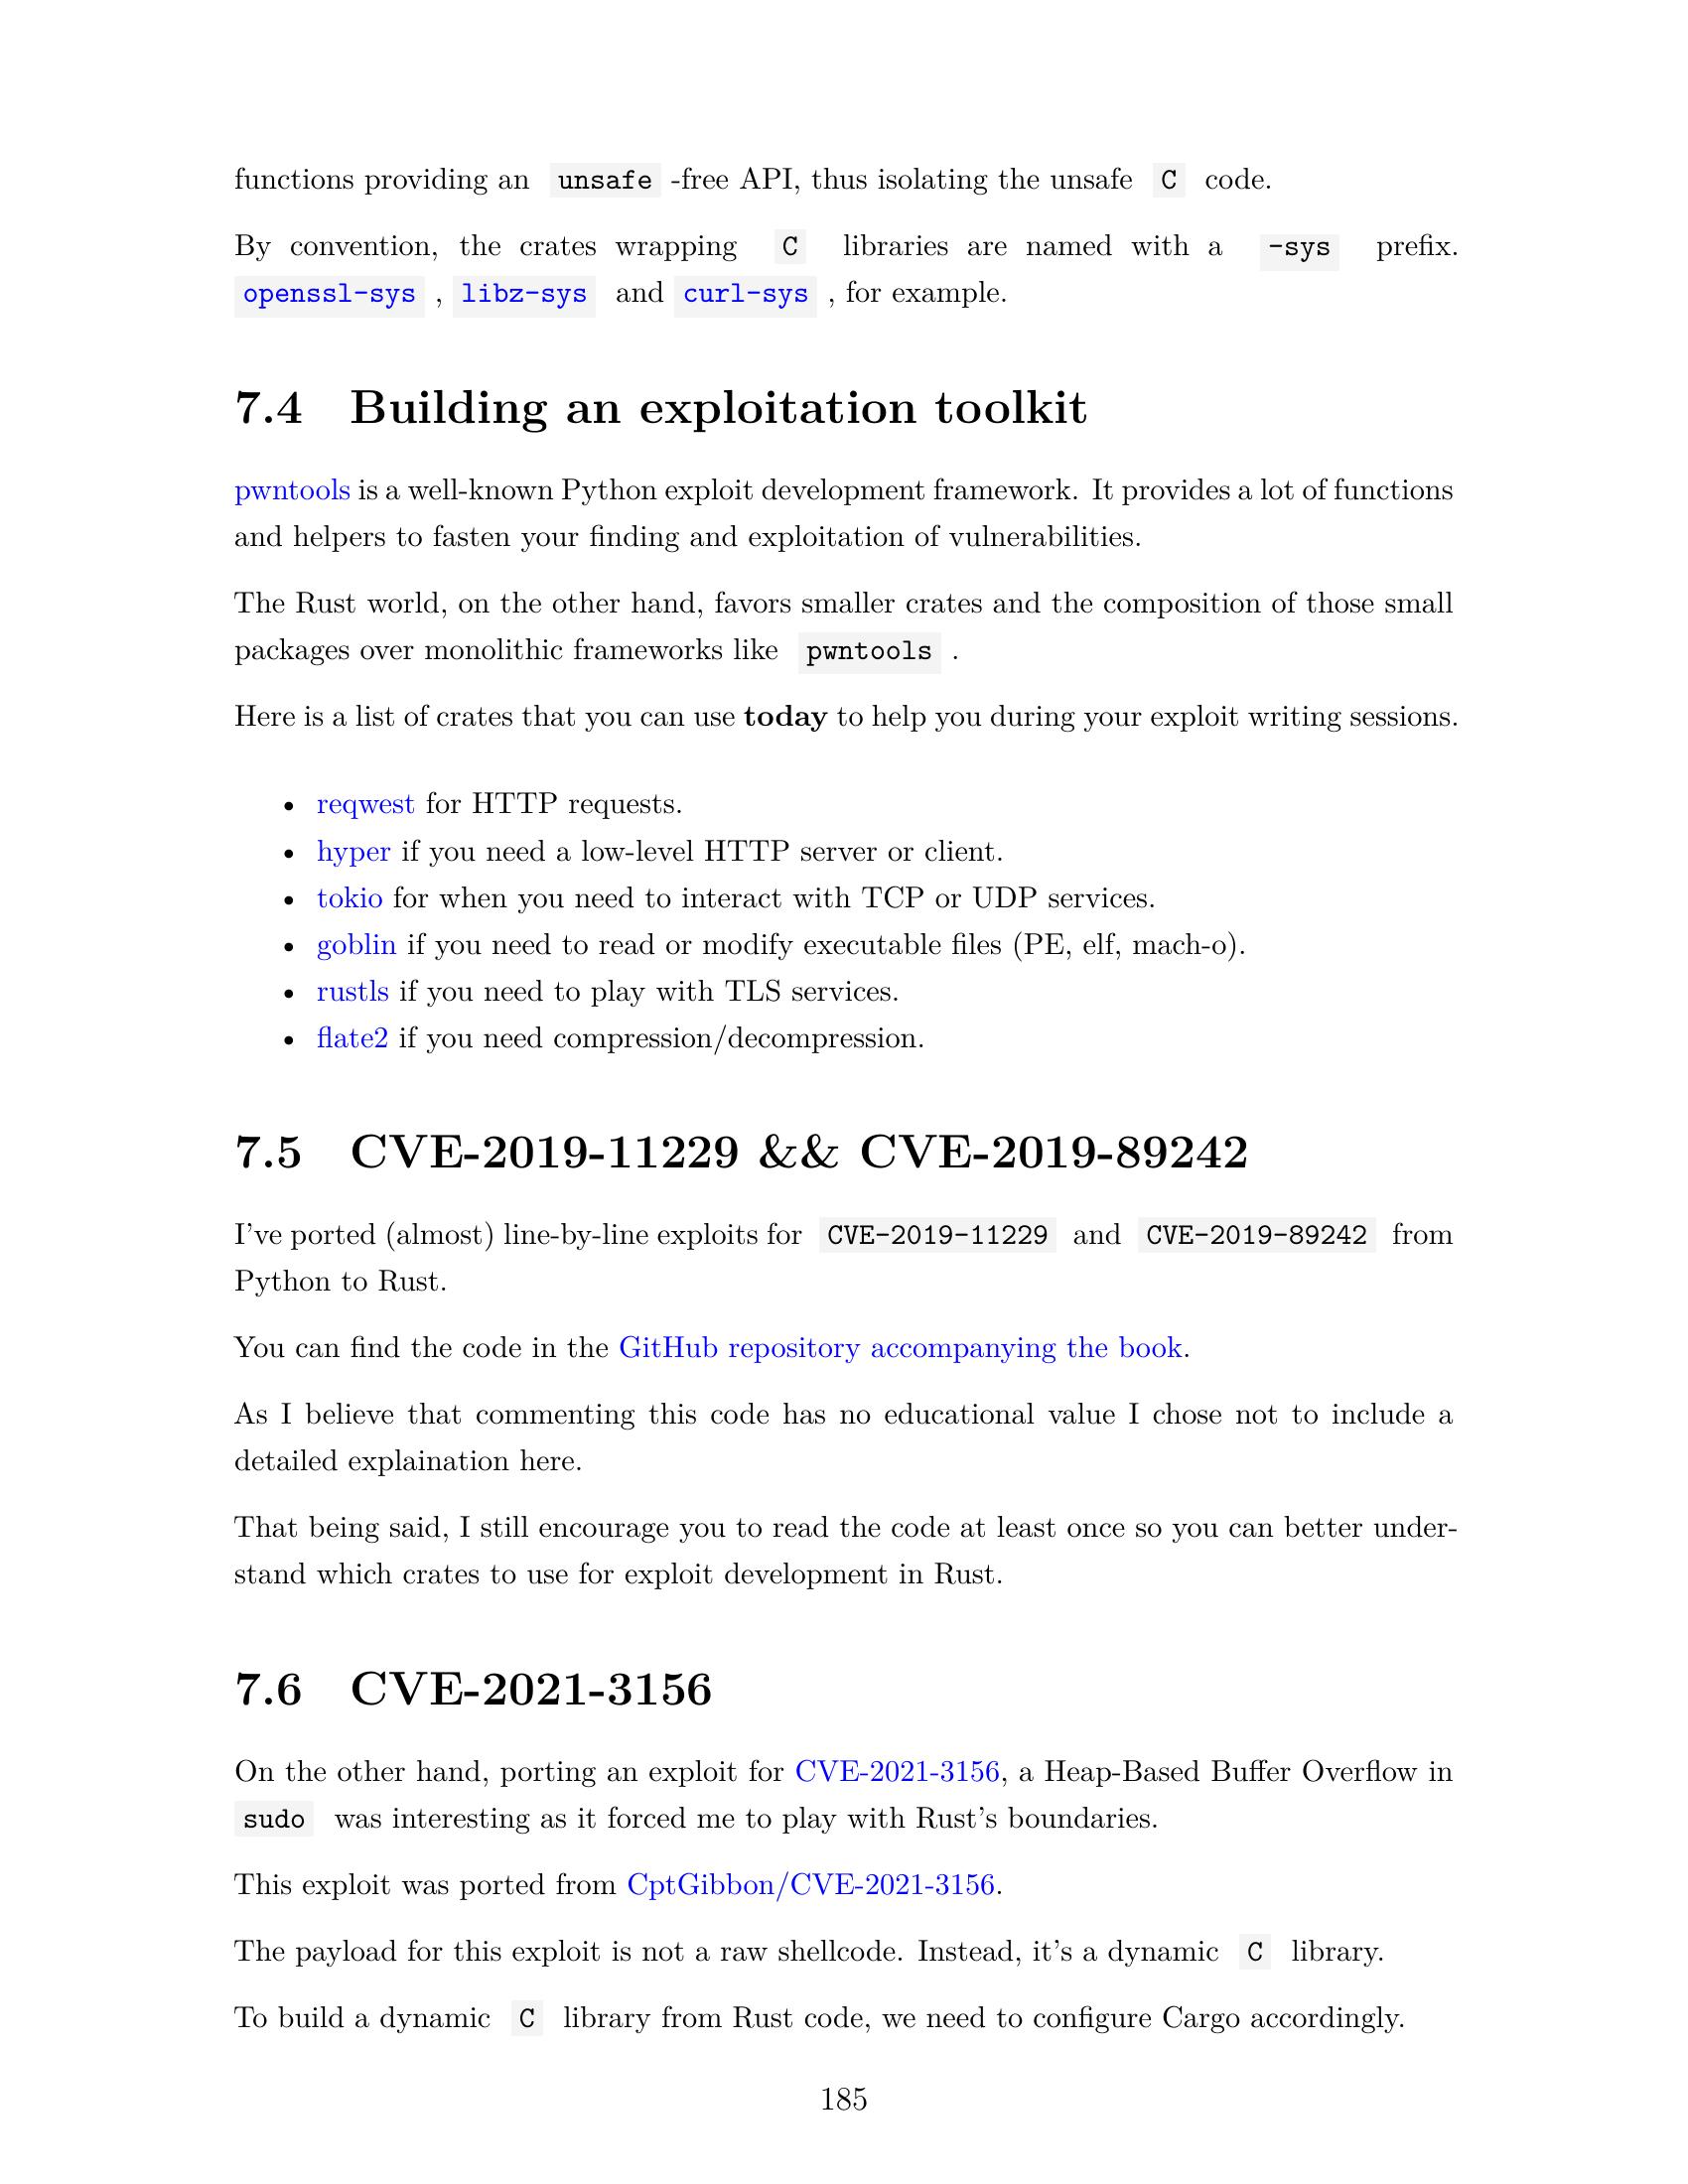 functions providing an unsafe -free API, thus isolating the unsafe C code.
By convention, the crates wrapping C libraries are named with a -sys prefix.
openssl-sys , libz-sys and curl-sys , for example.
7.4 Building an exploitation toolkit
pwntools is a well-known Python exploit development framework. It provides a lot of functions
and helpers to fasten your finding and exploitation of vulnerabilities.
The Rust world, on the other hand, favors smaller crates and the composition of those small
packages over monolithic frameworks like pwntools .
Here is a list of crates that you can use today to help you during your exploit writing sessions.
• reqwest for HTTP requests.
• hyper if you need a low-level HTTP server or client.
• tokio for when you need to interact with TCP or UDP services.
• goblin if you need to read or modify executable files (PE, elf, mach-o).
• rustls if you need to play with TLS services.
• flate2 if you need compression/decompression.
7.5 CVE-2019-11229 && CVE-2019-89242
I've ported (almost) line-by-line exploits for CVE-2019-11229 and CVE-2019-89242 from
Python to Rust.
You can find the code in the GitHub repository accompanying the book.
As I believe that commenting this code has no educational value I chose not to include a
detailed explaination here.
That being said, I still encourage you to read the code at least once so you can better under-
stand which crates to use for exploit development in Rust.
7.6 CVE-2021-3156
On the other hand, porting an exploit for CVE-2021-3156, a Heap-Based Buffer Overflow in
sudo was interesting as it forced me to play with Rust's boundaries.
This exploit was ported from CptGibbon/CVE-2021-3156.
The payload for this exploit is not a raw shellcode. Instead, it's a dynamic C library.
To build a dynamic C library from Rust code, we need to configure Cargo accordingly.
185